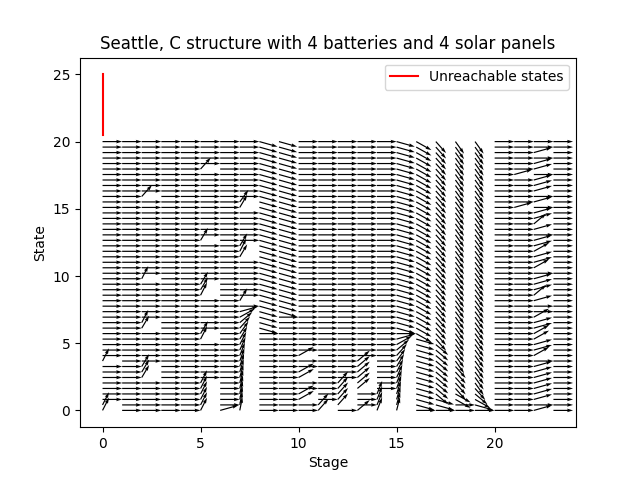 Seattle, C structure with 4 batteries and 4 solar panels
Unreachable states
25
20
15
10
5
0
State
0 5 10 15 20
Stage